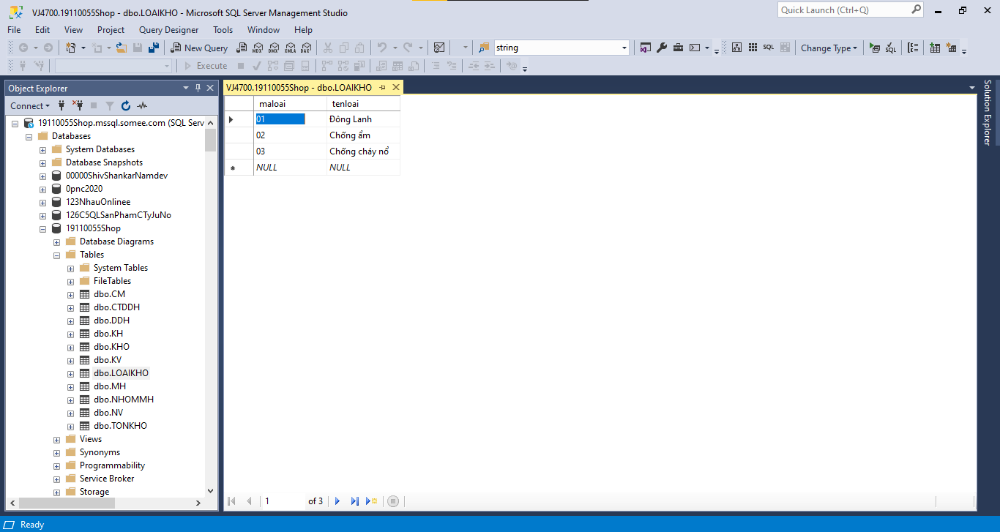 VJ4700.19110055Shop - dbo.LOAIKHO - Microsoft SQL Server Management Studio
Quick Launch (Ctrl+Q)
File Edit View Project Query Designer Tools Window Help
New Query MDX DMX XMLA DAX string SQL Change Type
Execute
Object Explorer
Connect
19110055Shop.mssql.somee.com (SQL Serv
Databases
System Databases
Database Snapshots
00000ShivShankarNamdev
0pnc2020
123NhauOnlinee
126C5QLSanPhamCTyJuNo
19110055Shop
Database Diagrams
Tables
System Tables
FileTables
dbo.CM
dbo.CTDDH
dbo.DDH
dbo.KH
dbo.KHO
dbo.KV
dbo.LOAIKHO
dbo.MH
dbo.NHOMMH
dbo.NV
dbo.TONKHO
Views
Synonyms
Programmability
Service Broker
Storage
VJ4700.19110055Shop - dbo.LOAIKHO
maloai tenloai
01 Đông Lanh
02 Chống ẩm
03 Chống cháy nổ
NULL NULL
1 of 3
Solution Explorer
Ready